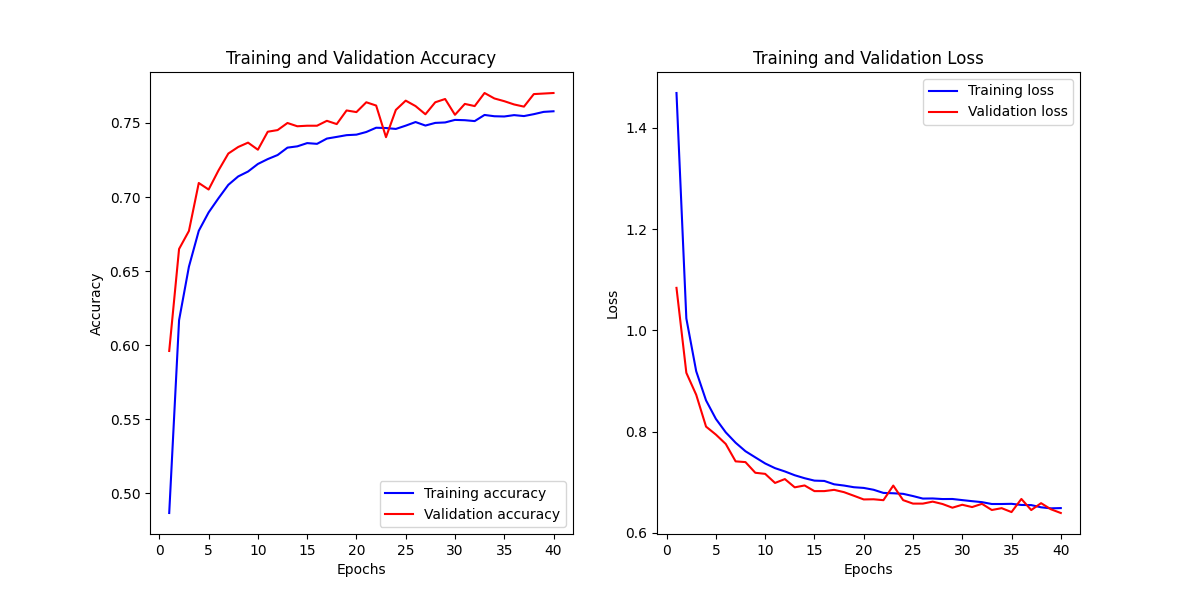 Training and Validation Accuracy
Accuracy
0.75
0.70
0.65
0.60
0.55
0.50
Training accuracy
Validation accuracy
0 5 10 15 20 25 30 35 40
Epochs
Training and Validation Loss
Loss
1.4
1.2
1.0
0.8
0.6
Training loss
Validation loss
0 5 10 15 20 25 30 35 40
Epochs